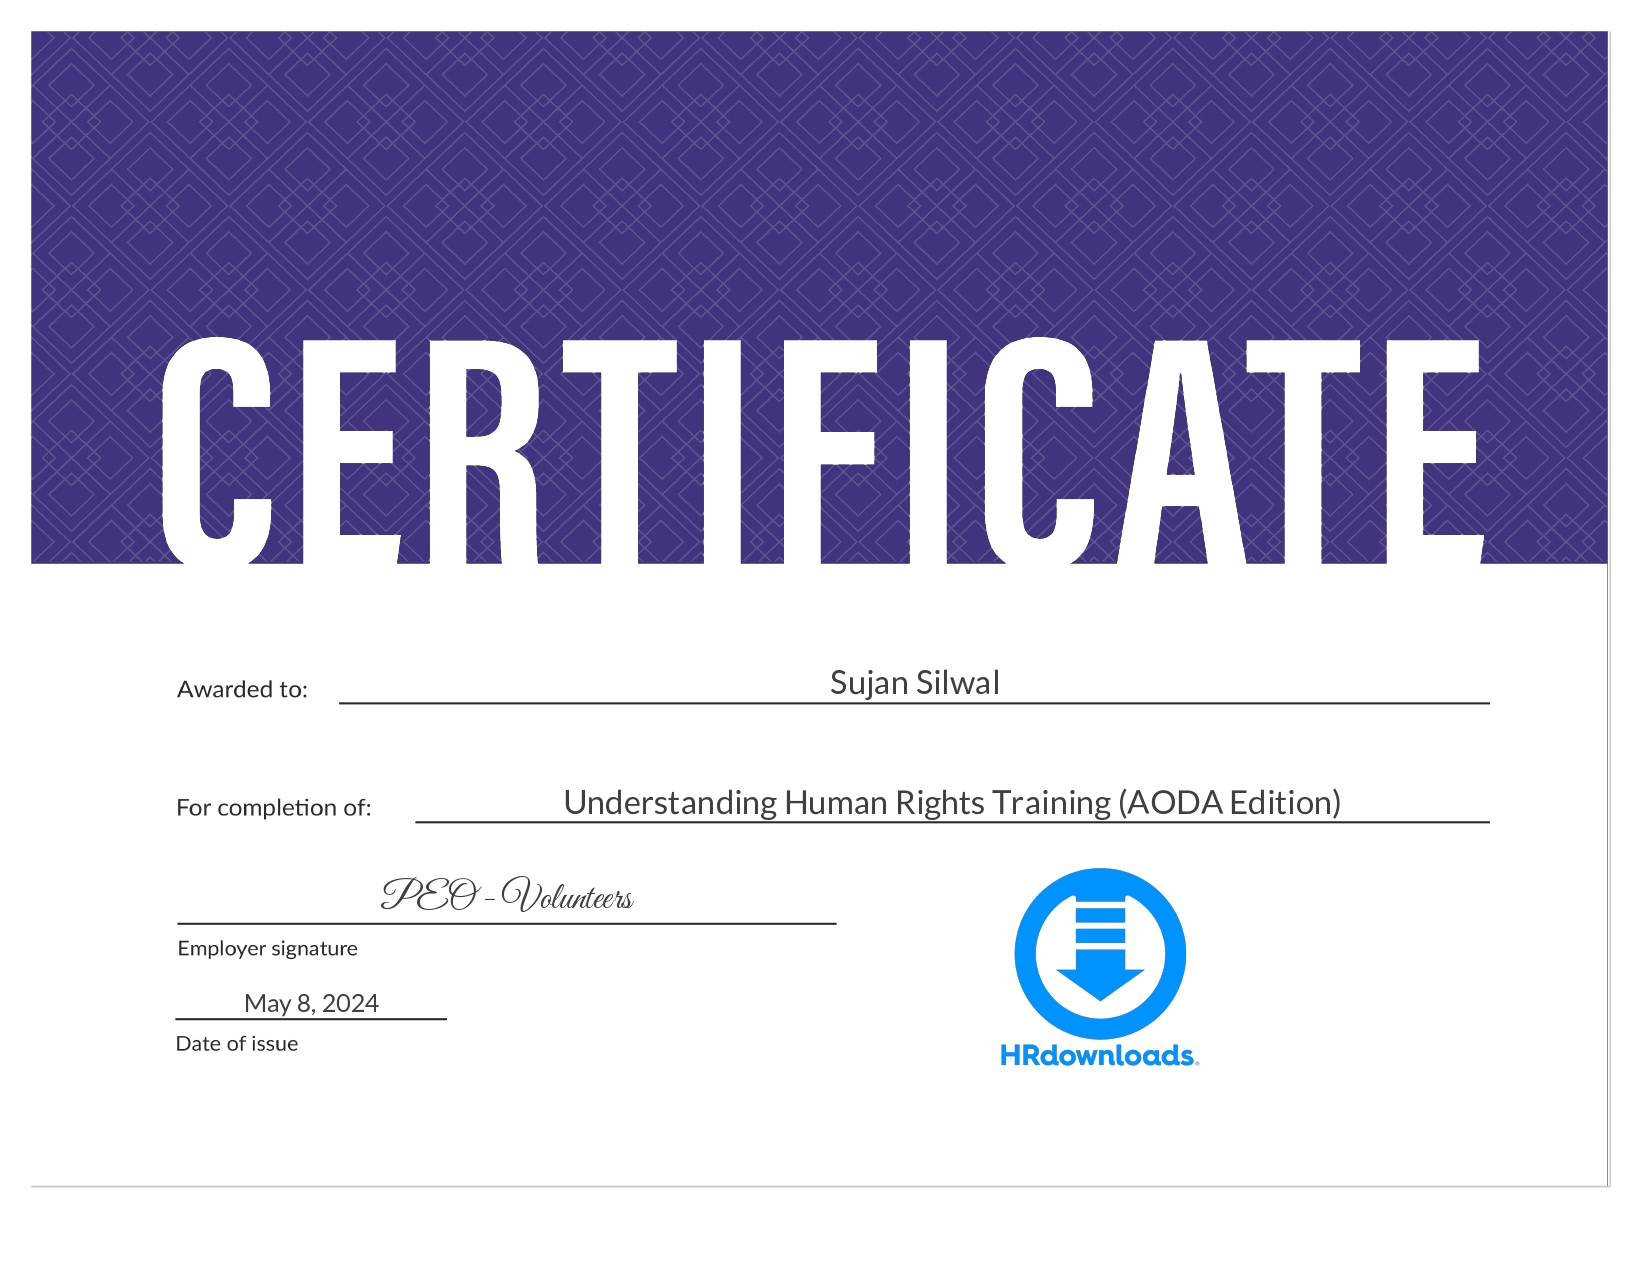 CERTIFICATE
Awarded to: Sujan Silwal
For completion of: Understanding Human Rights Training (AODA Edition)
PEO - Volunteers
Employer signature
May 8, 2024
Date of issue
HRdownloads®